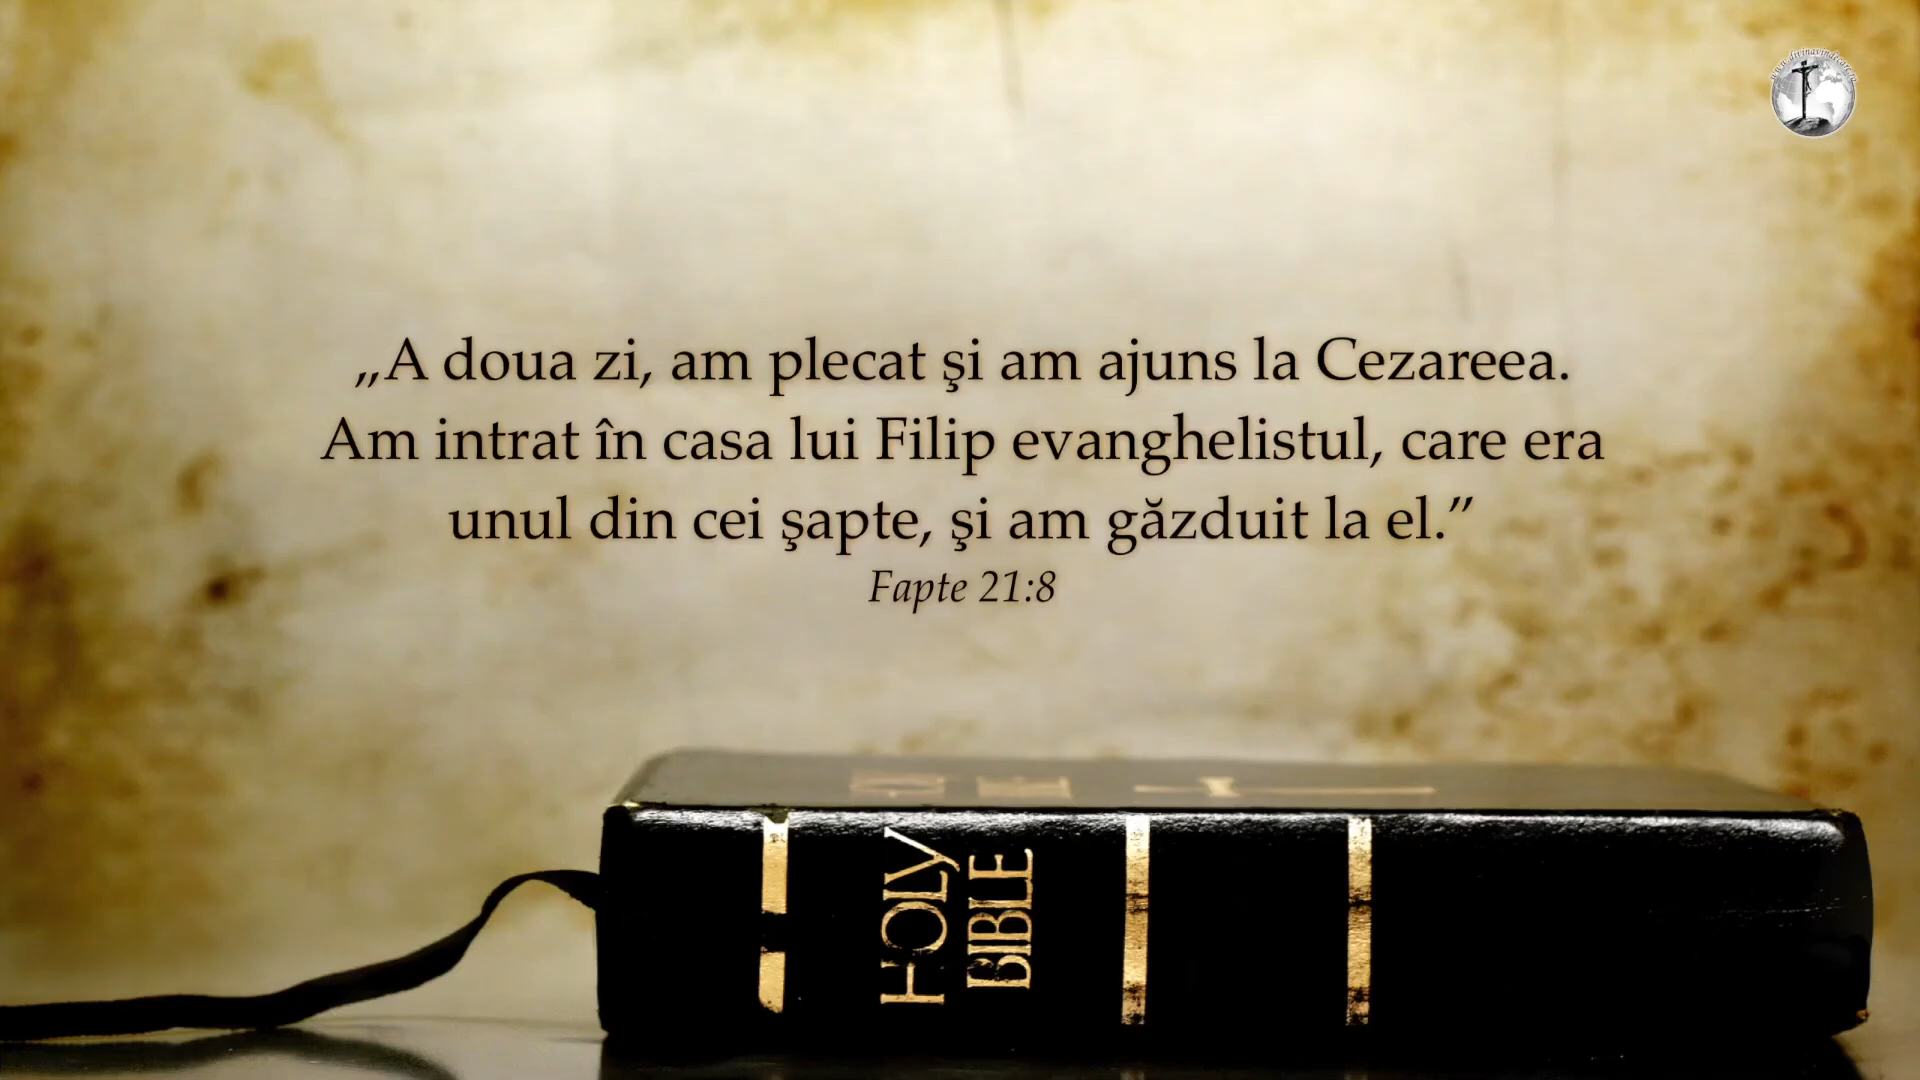 „A doua zi, am plecat şi am ajuns la Cezareea.
Am intrat în casa lui Filip evanghelistul, care era
unul din cei şapte, şi am găzduit la el.”
Fapte 21:8
HOLY
BIBLE